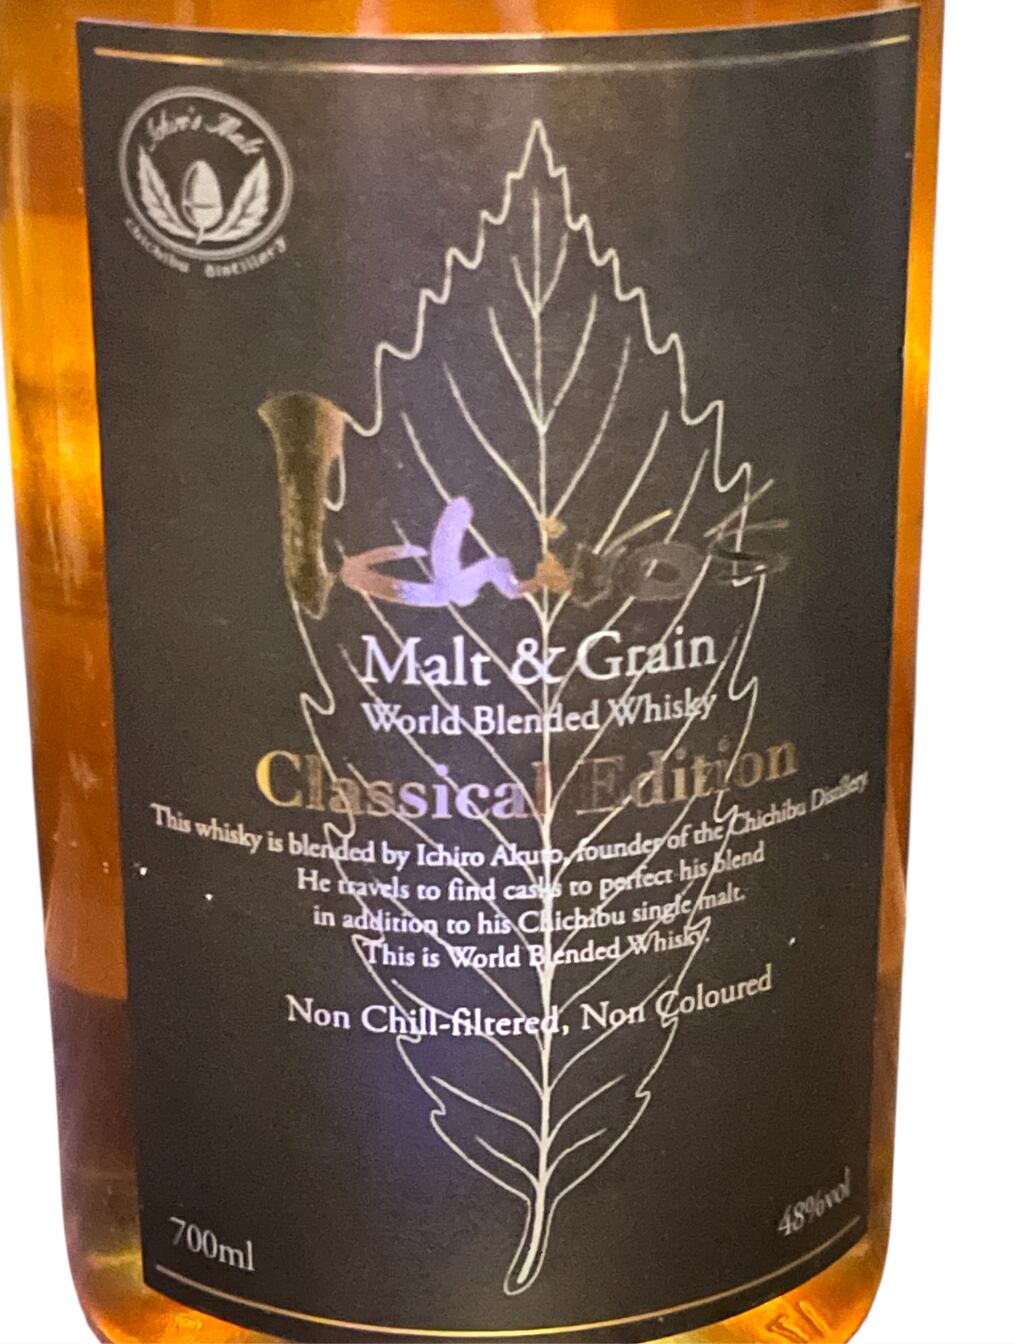 Ichiro's Malt
Chichibu Distillery
Ichiro's
Malt & Grain
World Blended Whisky
Classical Edition
This whisky is blended by Ichiro Akuto, founder of the Chichibu Distillery.
He travels to find casks to perfect his blend
in addition to his Chichibu single malt.
This is World Blended Whisky.
Non Chill-filtered, Non Coloured
700ml
48%vol